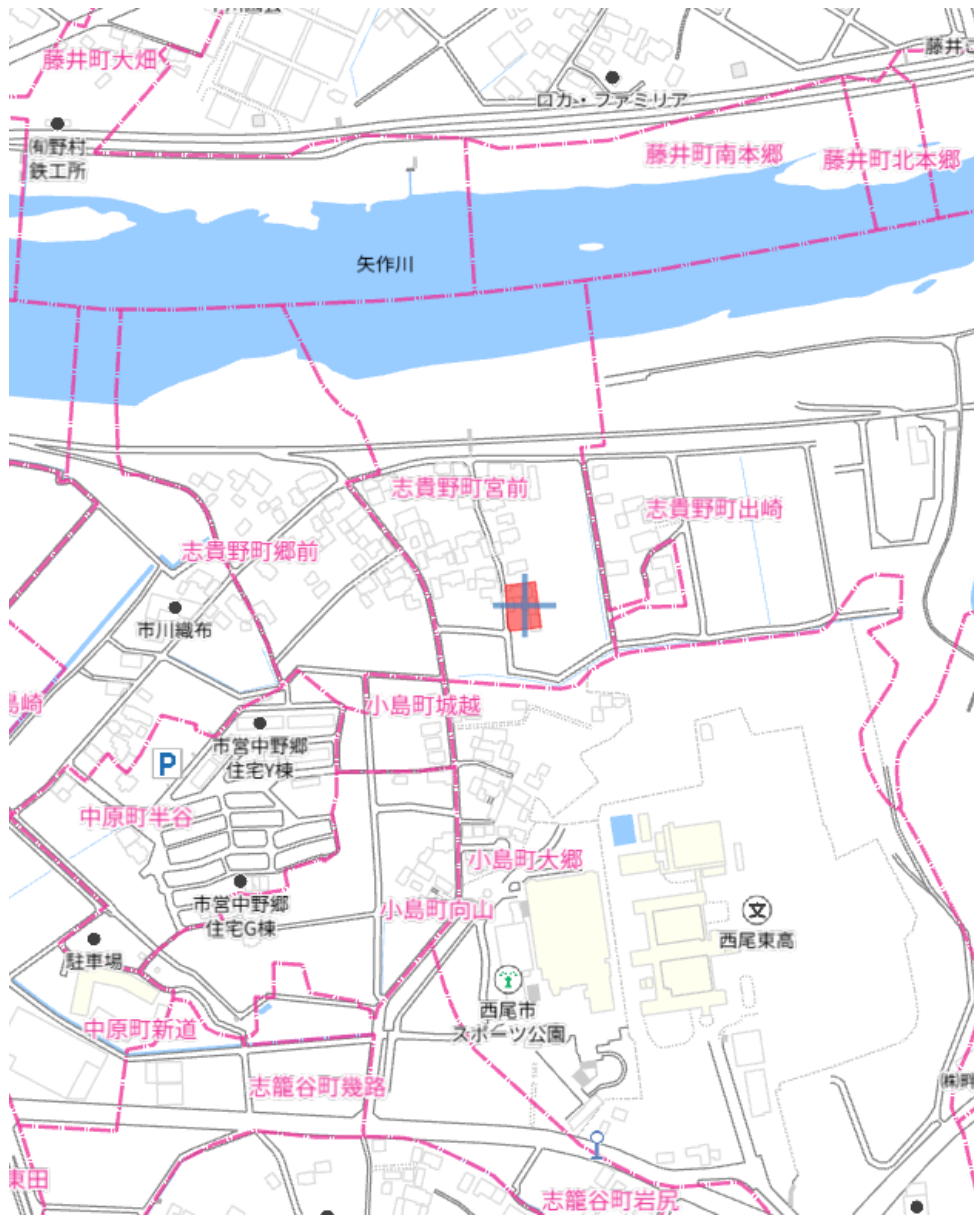 藤井町大畑
ロカ・ファミリア
㈲野村
鉄工所
藤井町南本郷
藤井町北本郷
矢作川
志貴野町宮前
志貴野町出崎
志貴野町郷前
市川織布
島崎
小島町城越
市営中野郷
住宅Y棟
P
中原町半谷
小島町大郷
市営中野郷
住宅G棟
小島町向山
文
西尾東高
駐車場
西尾市
スポーツ公園
中原町新道
志籠谷町幾路
東田
志籠谷町岩尻